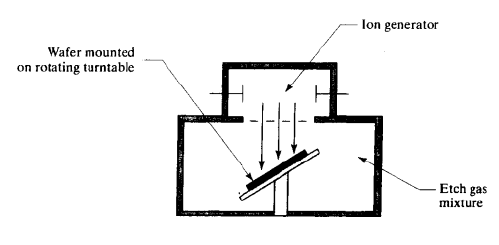 Ion generator
Wafer mounted
on rotating turntable
Etch gas
mixture